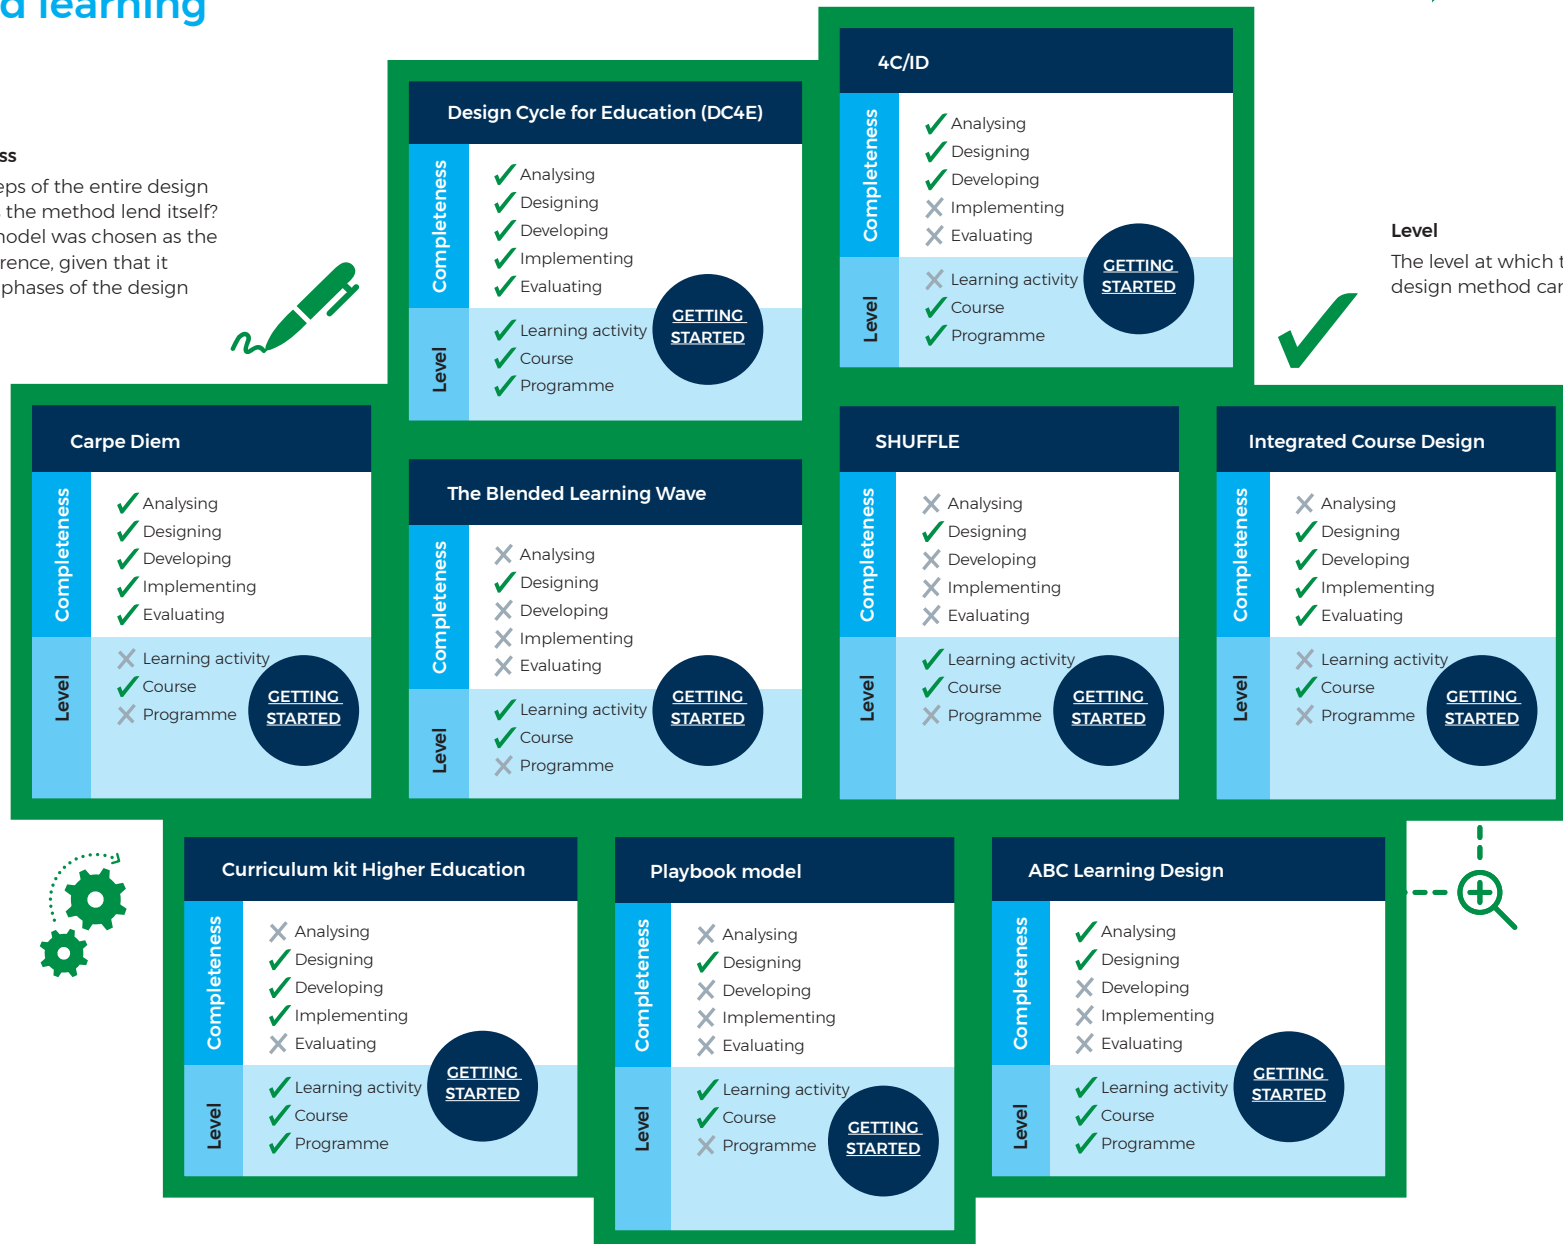 d learning
ss
eps of the entire design
s the method lend itself?
model was chosen as the
rence, given that it
phases of the design
Design Cycle for Education (DC4E)
Completeness
Analysing
Designing
Developing
Implementing
Evaluating
Level
Learning activity
Course
Programme
GETTING
STARTED
4C/ID
Completeness
Analysing
Designing
Developing
Implementing
Evaluating
Level
Learning activity
Course
Programme
GETTING
STARTED
Level
The level at which t
design method can
Carpe Diem
Completeness
Analysing
Designing
Developing
Implementing
Evaluating
Level
Learning activity
Course
Programme
GETTING
STARTED
The Blended Learning Wave
Completeness
Analysing
Designing
Developing
Implementing
Evaluating
Level
Learning activity
Course
Programme
GETTING
STARTED
SHUFFLE
Completeness
Analysing
Designing
Developing
Implementing
Evaluating
Level
Learning activity
Course
Programme
GETTING
STARTED
Integrated Course Design
Completeness
Analysing
Designing
Developing
Implementing
Evaluating
Level
Learning activity
Course
Programme
GETTING
STARTED
Curriculum kit Higher Education
Completeness
Analysing
Designing
Developing
Implementing
Evaluating
Level
Learning activity
Course
Programme
GETTING
STARTED
Playbook model
Completeness
Analysing
Designing
Developing
Implementing
Evaluating
Level
Learning activity
Course
Programme
GETTING
STARTED
ABC Learning Design
Completeness
Analysing
Designing
Developing
Implementing
Evaluating
Level
Learning activity
Course
Programme
GETTING
STARTED